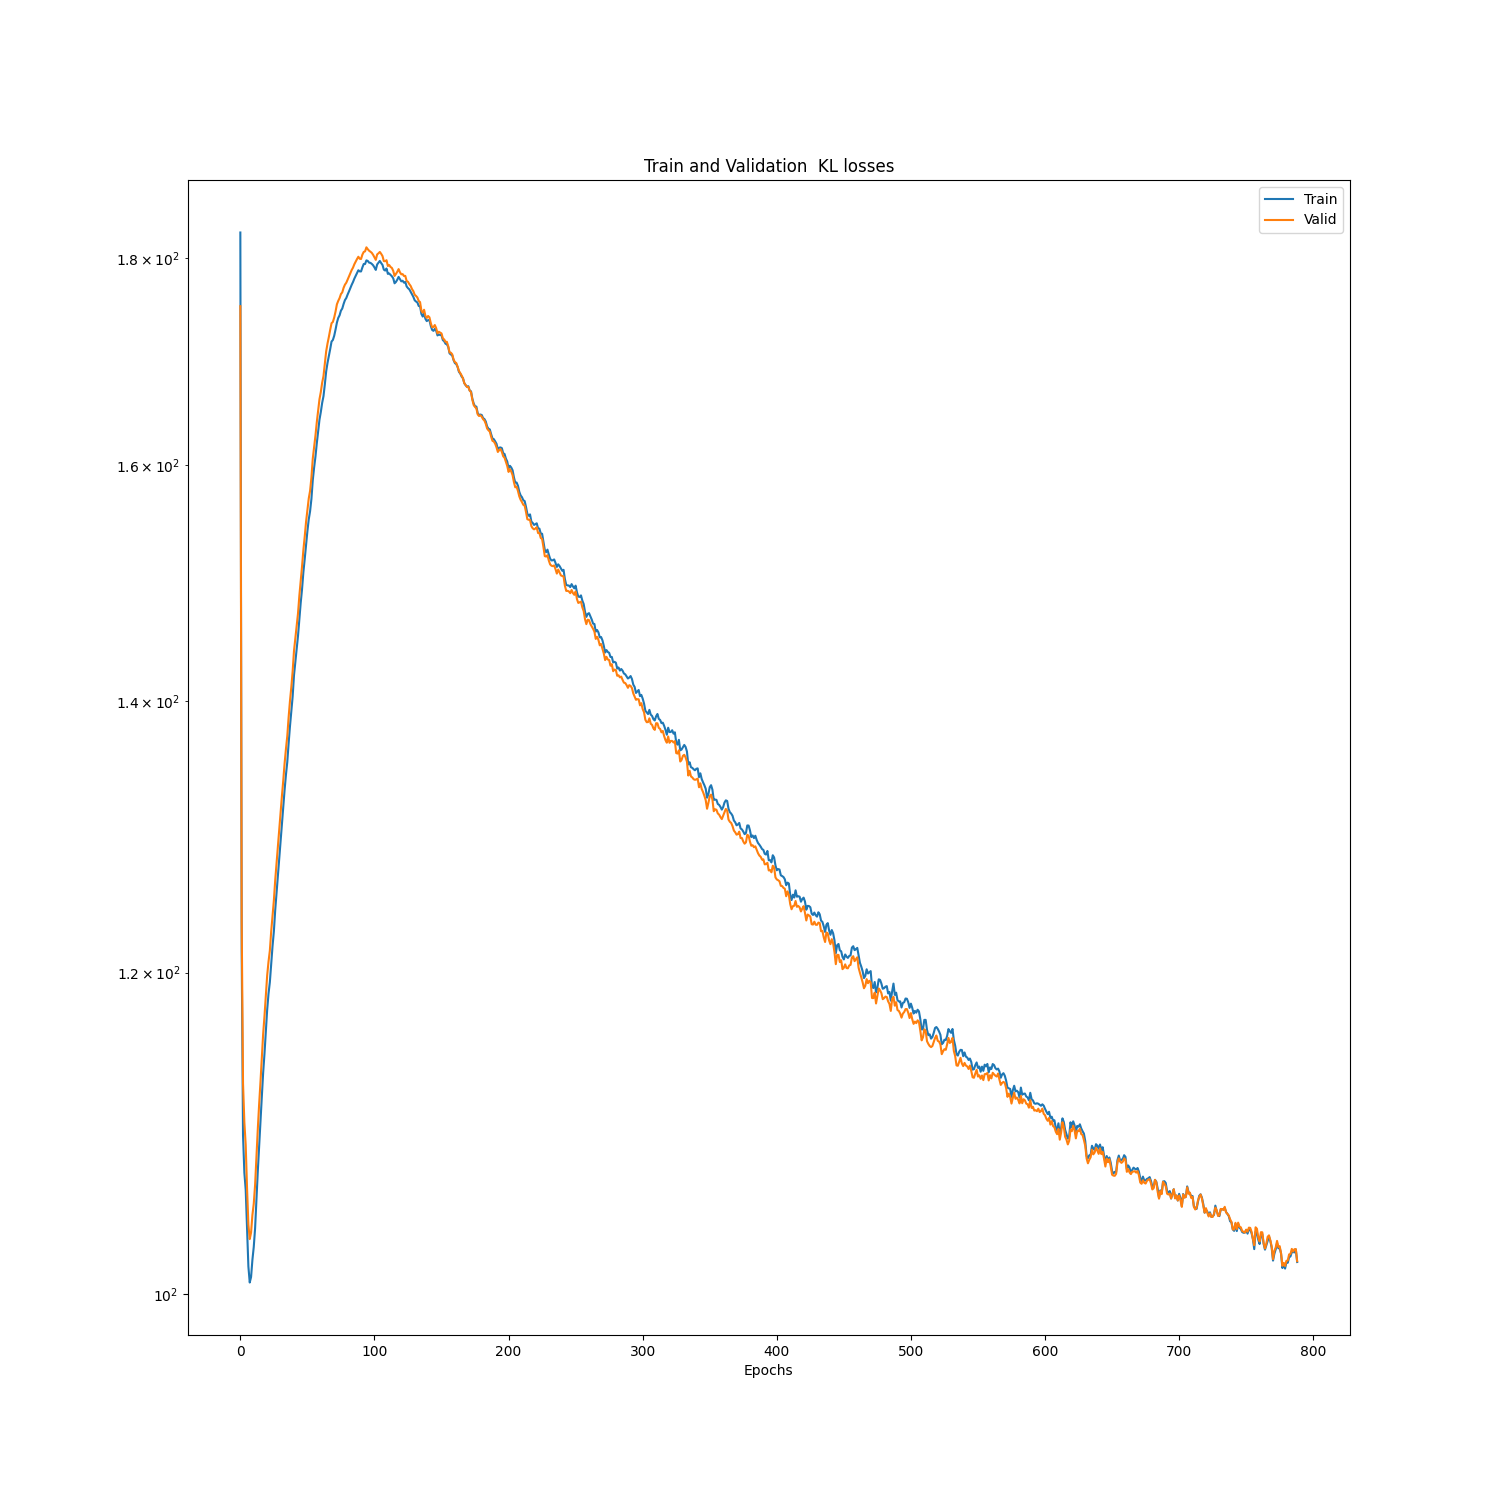 Train and Validation  KL losses
Train
Valid
1.8 × 10²
1.6 × 10²
1.4 × 10²
1.2 × 10²
10²
0 100 200 300 400 500 600 700 800
Epochs